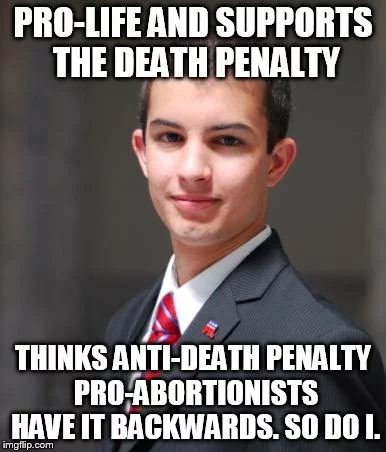 PRO-LIFE AND SUPPORTS
THE DEATH PENALTY
THINKS ANTI-DEATH PENALTY
PRO-ABORTIONISTS
HAVE IT BACKWARDS. SO DO I.
imgflip.com